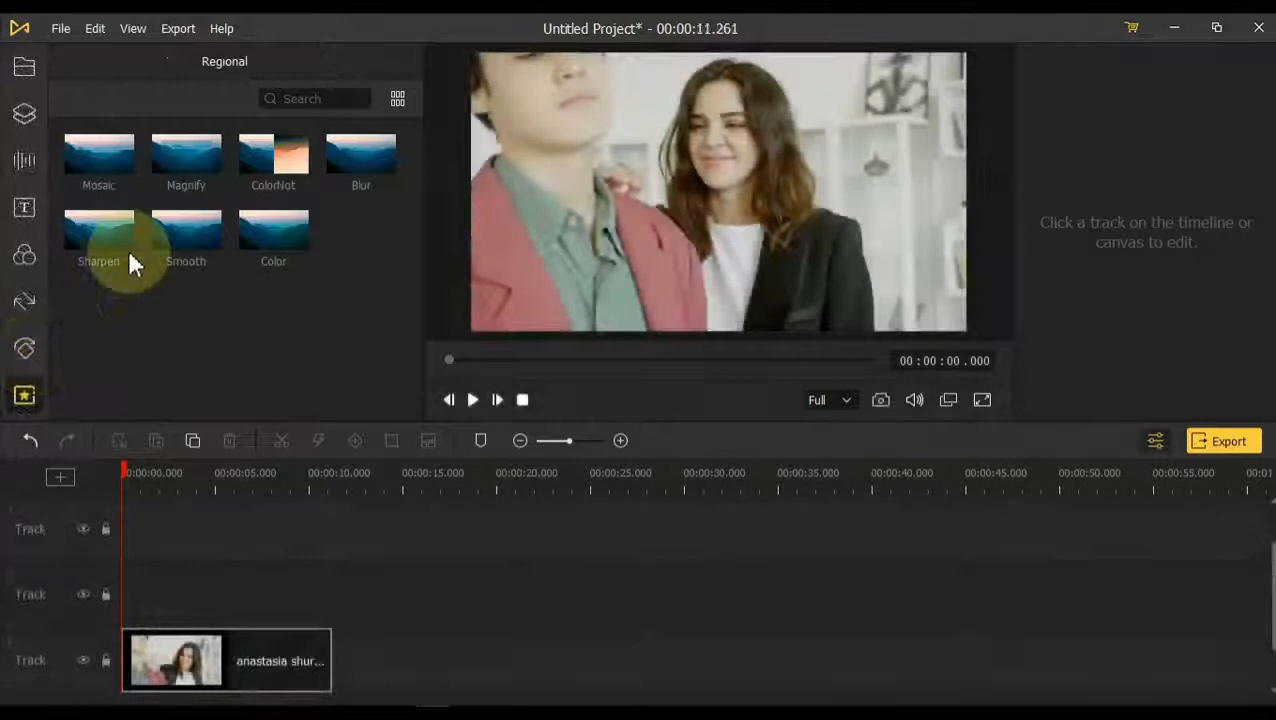 File Edit View Export Help
Untitled Project* - 00:00:11.261
Regional
Search
Mosaic Magnify ColorNot Blur
Sharpen Smooth Color
Click a track on the timeline or
canvas to edit.
00:00:00.000
Full
Export
0:00:00.000 00:00:05.000 00:00:10.000 00:00:15.000 00:00:20.000 00:00:25.000 00:00:30.000 00:00:35.000 00:00:40.000 00:00:45.000 00:00:50.000 00:00:55.000 00:01
Track
Track
Track
anastasia shur...